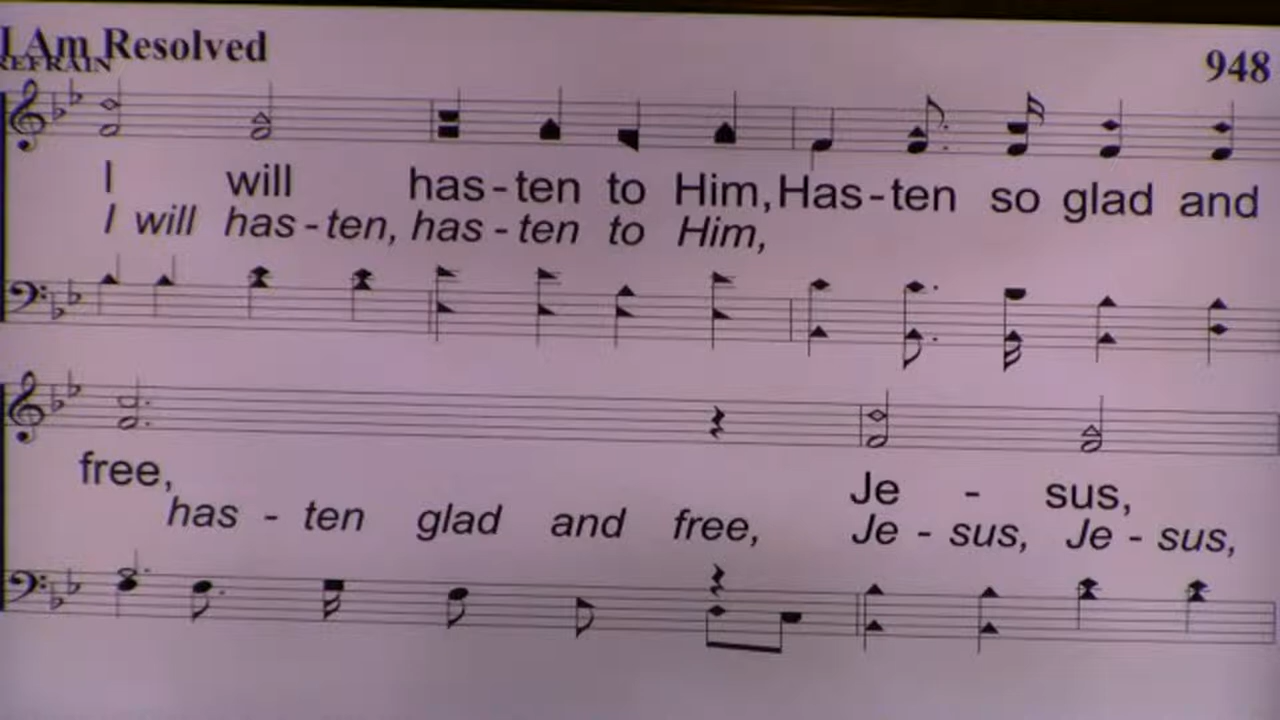 I Am Resolved 948
REFRAIN
I will has-ten to Him, Has-ten so glad and
I will has-ten, has-ten to Him,
free,
has - ten glad and free,
Je - sus,
Je - sus, Je - sus,